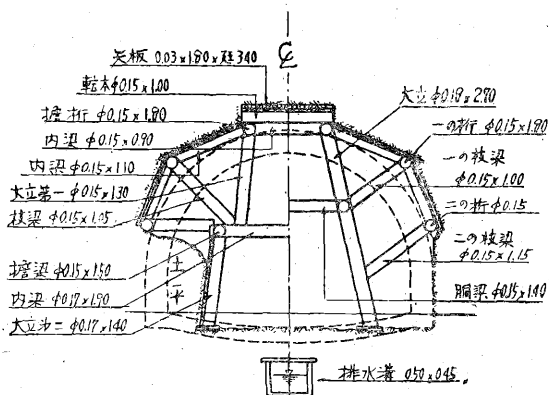 矢板 0.03×1.80×延340
転木 φ0.15×1.00
担桁 φ0.15×1.80
内梁 φ0.15×0.90
内梁 φ0.15×1.10
大立第一 φ0.15×1.30
枝梁 φ0.15×1.05
担梁 φ0.15×1.50
内梁 φ0.17×1.90
大立第二 φ0.17×1.40
大立 φ0.18×2.70
一の桁 φ0.15×1.80
一の枝梁
φ0.15×1.00
二の桁 φ0.15
二の枝梁
φ0.15×1.15
胴梁 φ0.15×1.40
土平
排水溝 0.50×0.45